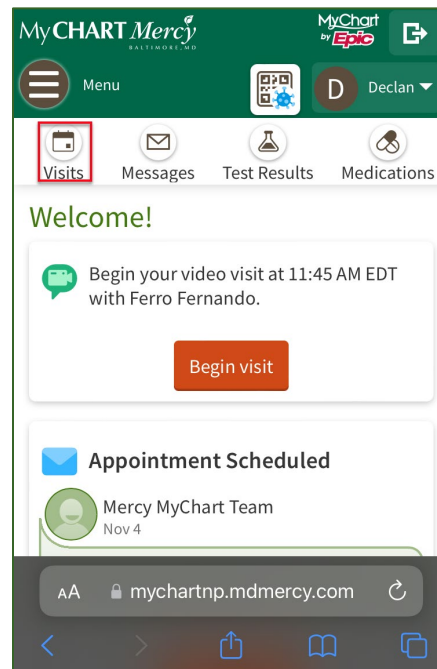 MyCHART Mercy
BALTIMORE, MD
MyChart
by Epic
Menu
D
Declan
Visits
Messages
Test Results
Medications
Welcome!
Begin your video visit at 11:45 AM EDT
with Ferro Fernando.
Begin visit
Appointment Scheduled
Mercy MyChart Team
Nov 4
AA
mychartnp.mdmercy.com